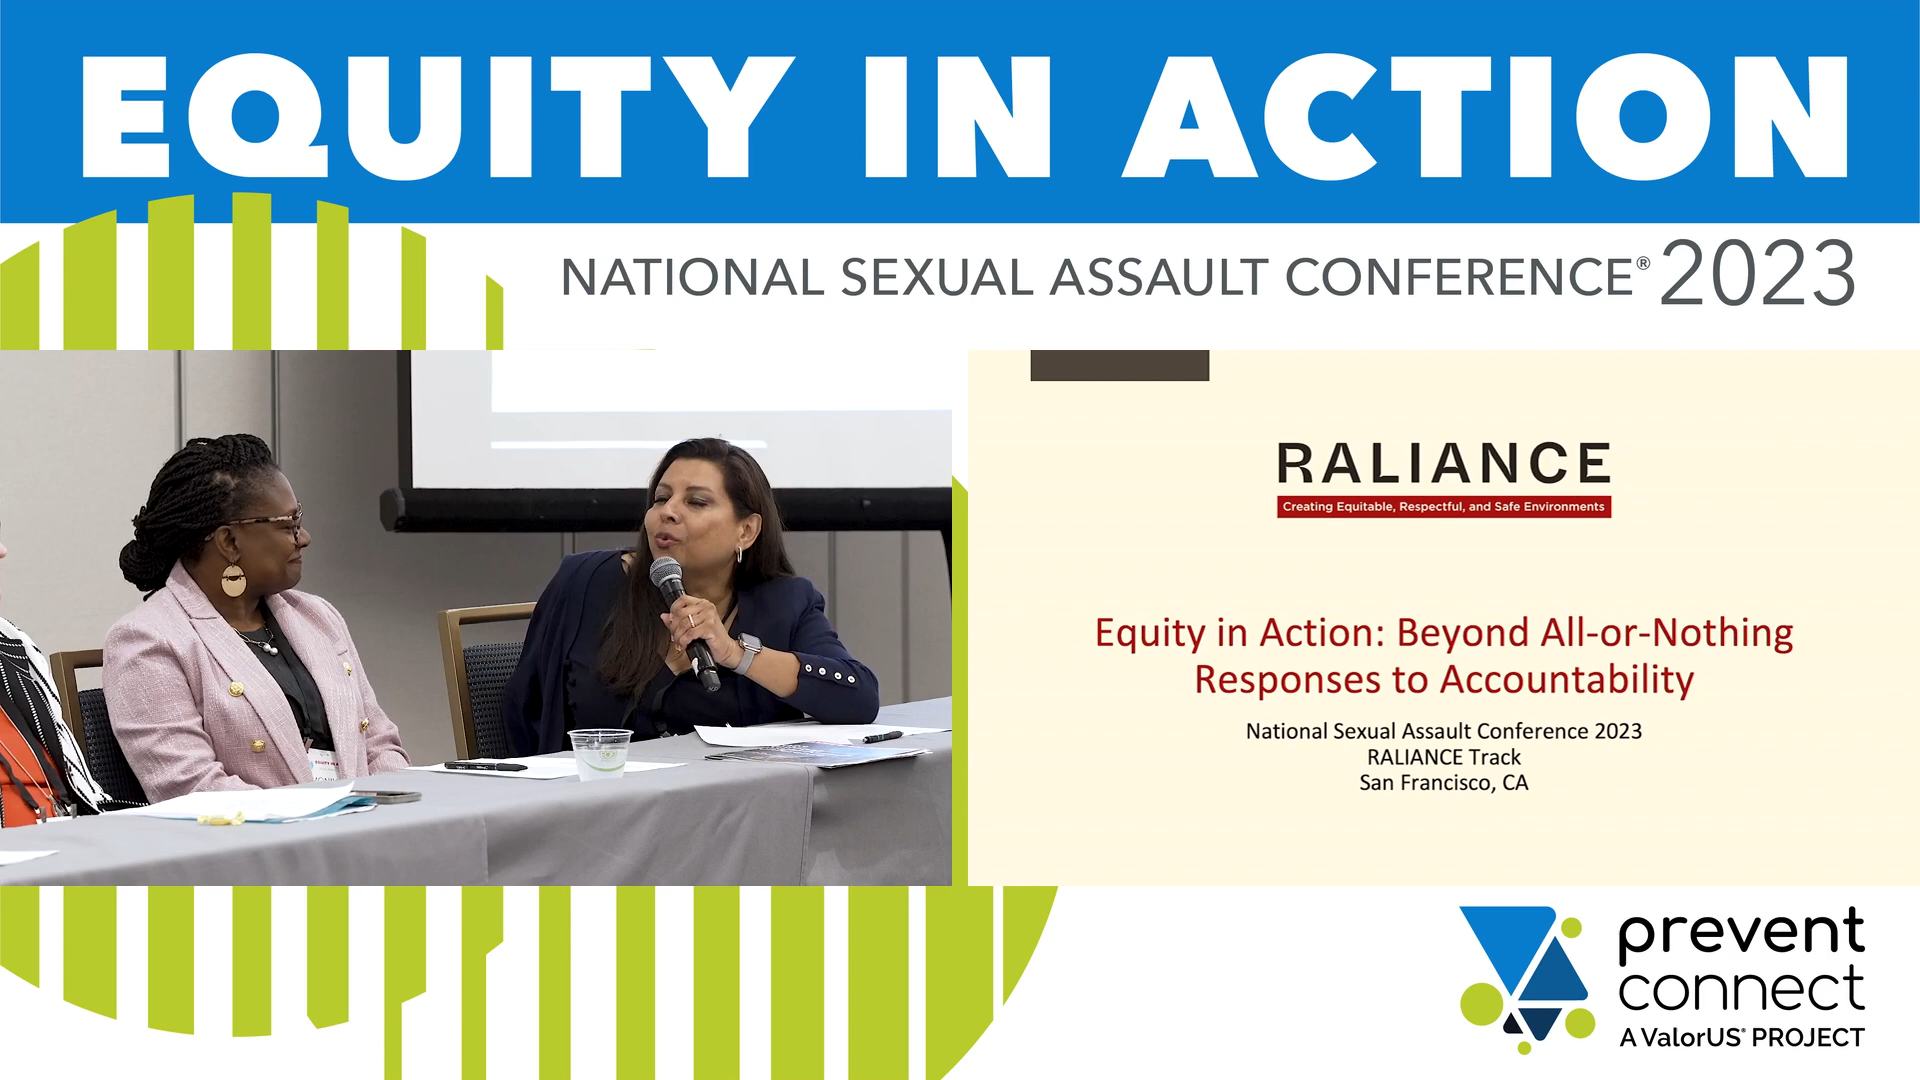 EQUITY IN ACTION
NATIONAL SEXUAL ASSAULT CONFERENCE® 2023
RALIANCE
Creating Equitable, Respectful, and Safe Environments
Equity in Action: Beyond All-or-Nothing
Responses to Accountability
National Sexual Assault Conference 2023
RALIANCE Track
San Francisco, CA
prevent
connect
A ValorUS® PROJECT